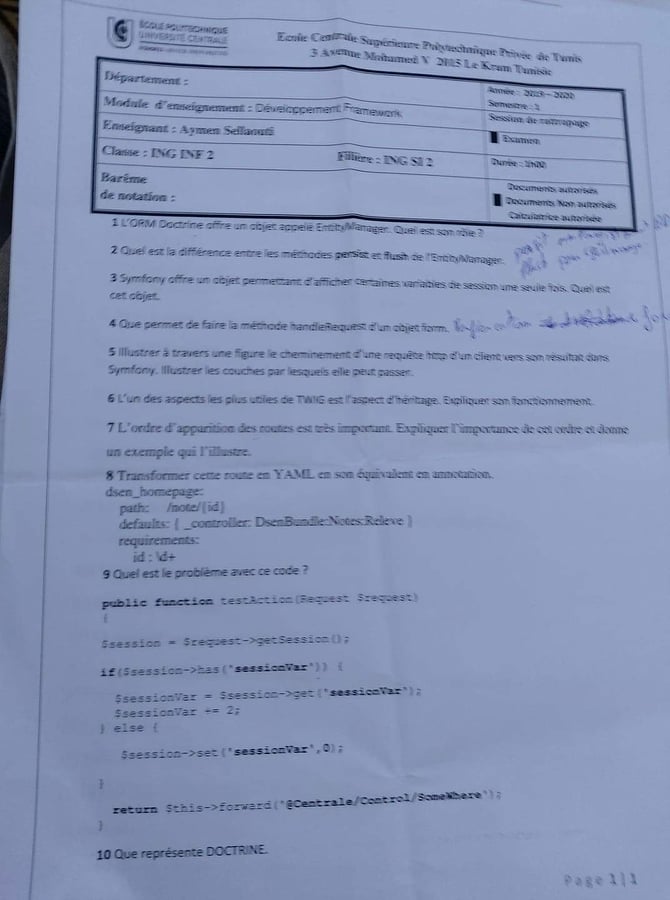 ÉCOLE POLYTECHNIQUE
UNIVERSITÉ CENTRALE
Ecole Centrale Supérieure Polytechnique Privée de Tunis
3 Avenue Mohamed V 2015 Le Kram Tunisie
Département :
Année : 2019 – 2020
Semestre : 2
Module d'enseignement : Développement Framework
Session de rattrapage
Enseignant : Aymen Sellaouti
Examen
Classe : ING INF 2
Filière : ING SI 2
Durée : 1h00
Barème
de notation :
Documents autorisés
Documents Non autorisés
Calculatrice autorisée
1 L'ORM Doctrine offre un objet appelé EntityManager. Quel est son rôle ?
2 Quel est la différence entre les méthodes persist et flush de l'EntityManager.
3 Symfony offre un objet permettant d'afficher certaines variables de session une seule fois. Quel est
cet objet.
4 Que permet de faire la méthode handleRequest d'un objet form.
5 Illustrer à travers une figure le cheminement d'une requête http d'un client vers son résultat dans
Symfony. Illustrer les couches par lesquels elle peut passer.
6 L'un des aspects les plus utiles de TWIG est l'aspect d'héritage. Expliquer son fonctionnement.
7 L'ordre d'apparition des routes est très important. Expliquer l'importance de cet ordre et donne
un exemple qui l'illustre.
8 Transformer cette route en YAML en son équivalent en annotation.
dsen_homepage:
path: /note/{id}
defaults: { _controller: DsenBundle:Notes:Releve }
requirements:
id : \d+
9 Quel est le problème avec ce code ?
public function testAction(Request $request)
{
$session = $request->getSession();
if($session->has('sessionVar')) {
$sessionVar = $session->get('sessionVar');
$sessionVar += 2;
} else {
$session->set('sessionVar',0);
}
return $this->forward('@Centrale/Control/SomeWhere');
}
10 Que représente DOCTRINE.
Page 1|1